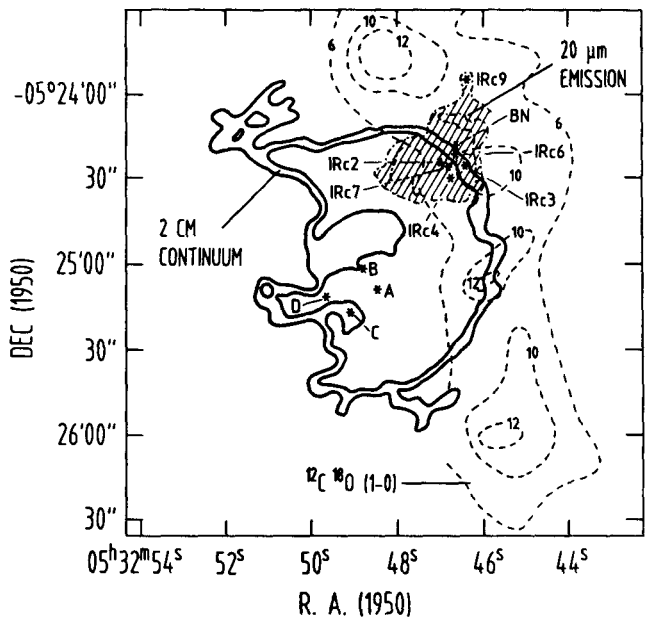 10
6
12
20 μm
EMISSION
IRc9
-05°24'00"
BN
6
IRc2
IRc6
10
30"
IRc7
IRc3
2 CM
CONTINUUM
IRc4
10
25'00"
B
A
12
D
C
DEC (1950)
30"
10
12
26'00"
¹²C ¹⁸O (1-0)
30"
05ʰ32ᵐ54ˢ
52ˢ
50ˢ
48ˢ
46ˢ
44ˢ
R. A. (1950)